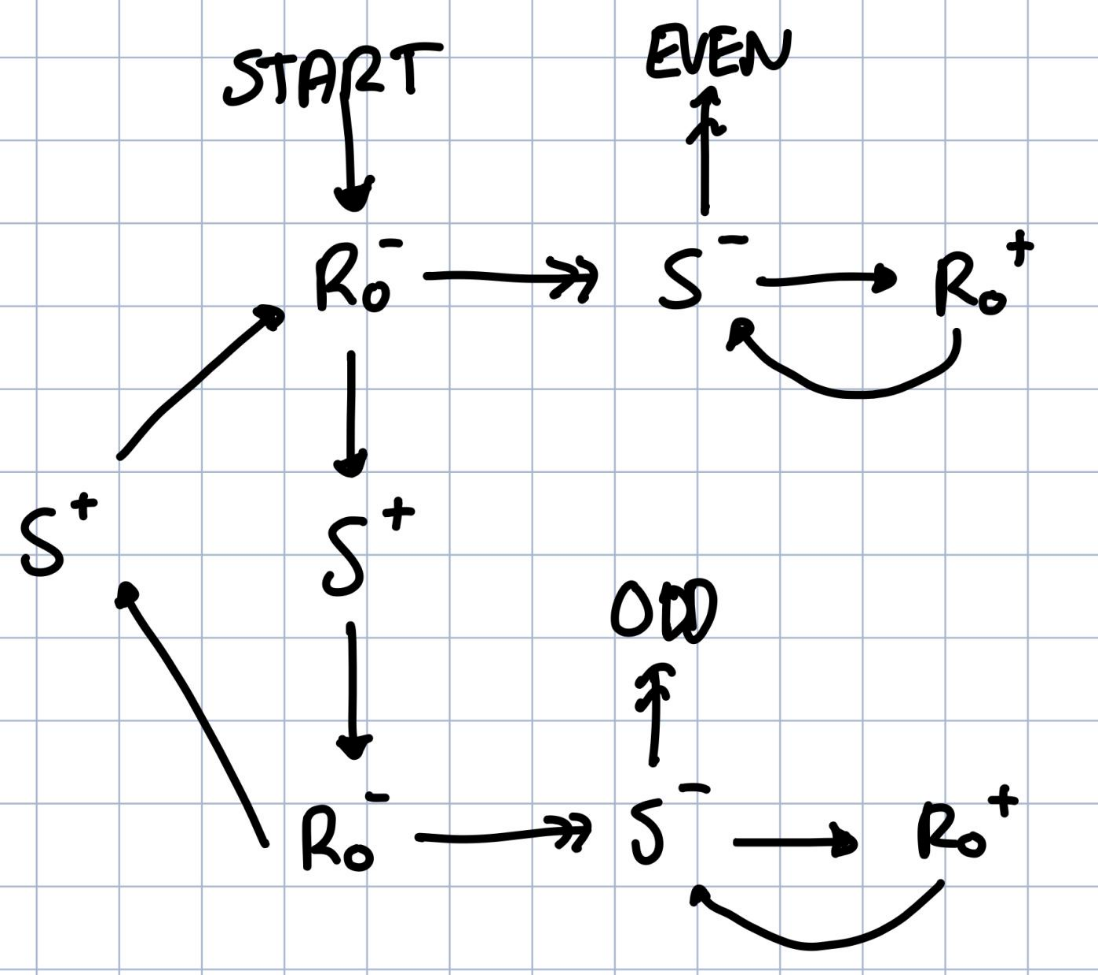 START
EVEN
R₀⁻
S⁻
R₀⁺
S⁺
S⁺
ODD
R₀⁻
S⁻
R₀⁺